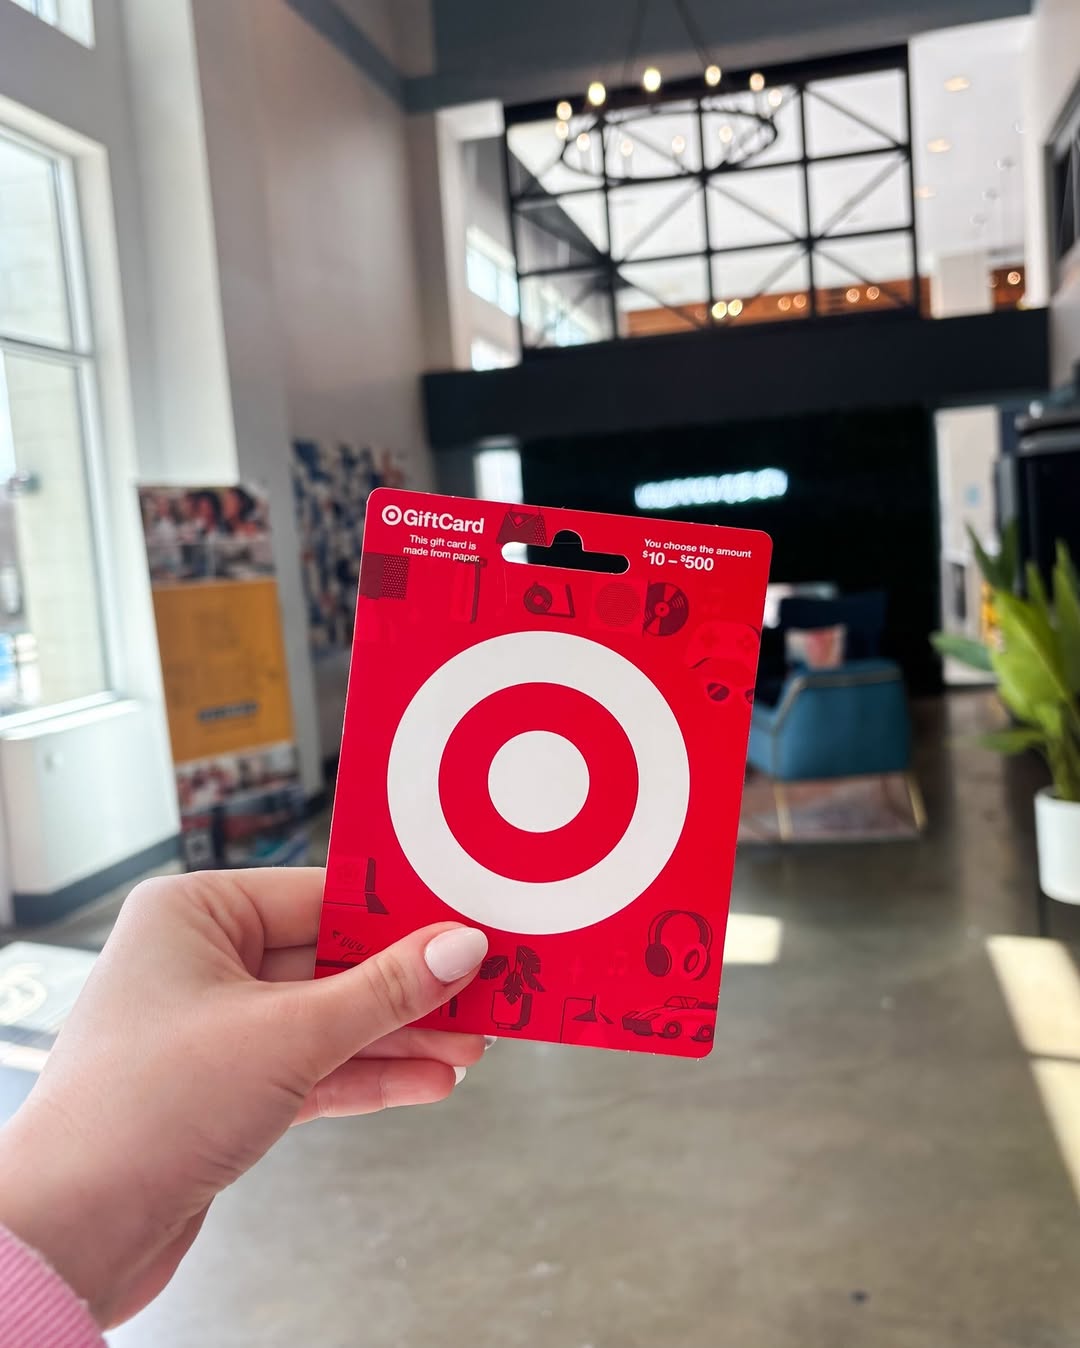 GiftCard
This gift card is
made from paper.
You choose the amount
$10 – $500